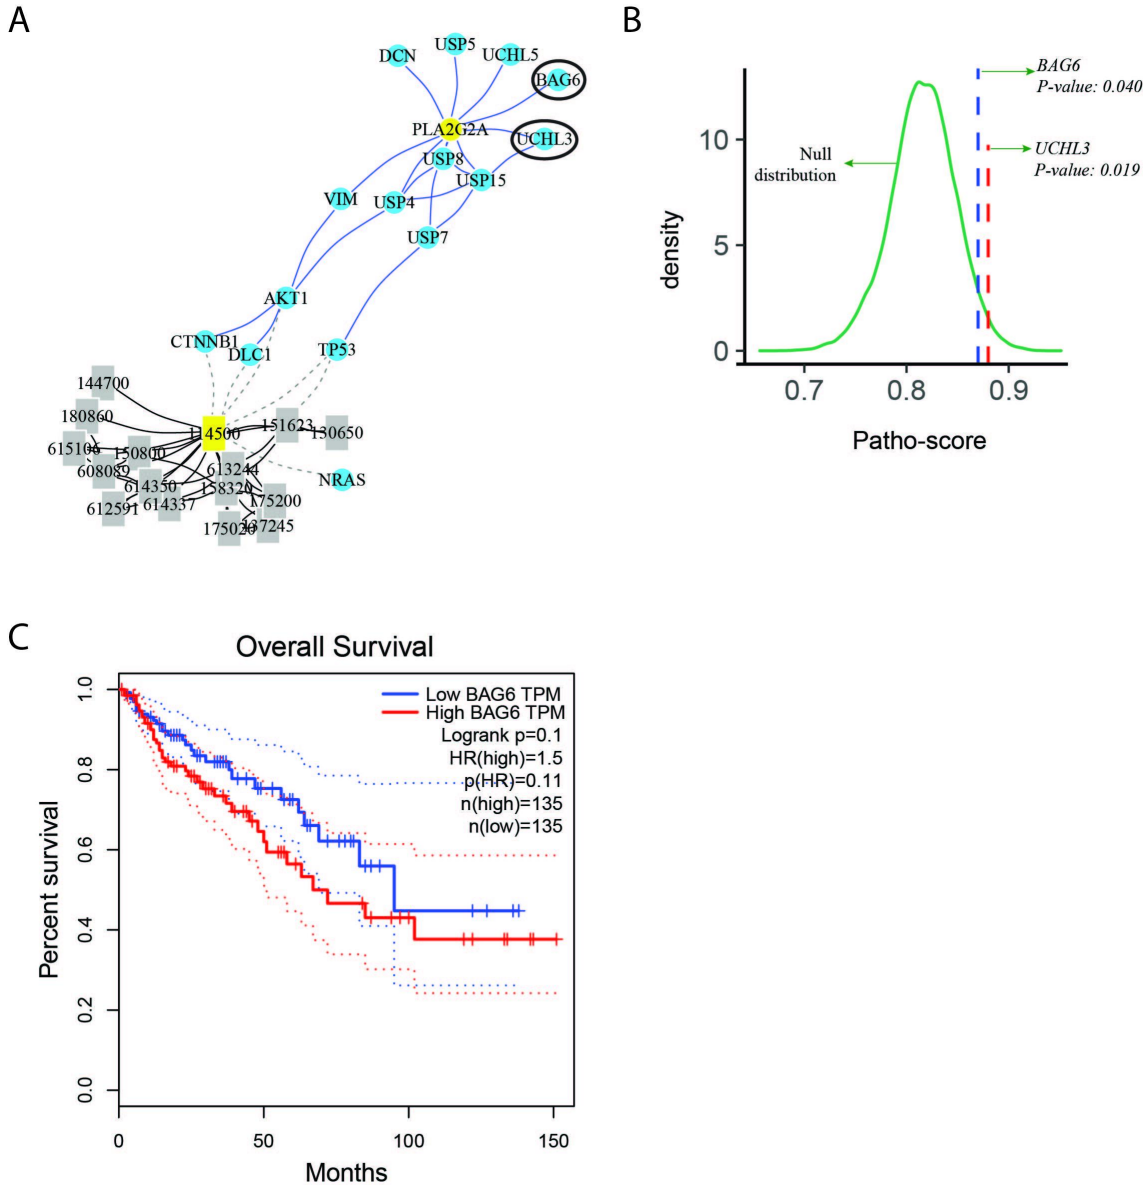 A
DCN
USP5
UCHL5
BAG6
PLA2G2A
UCHL3
USP8
USP15
VIM
USP4
USP7
AKT1
CTNNB1
DLC1
TP53
144700
180860
114500
151623
130650
615106
150800
608089
613244
NRAS
614350
158320
612591
614337
175200
175020
137245
B
BAG6
P-value: 0.040
UCHL3
P-value: 0.019
Null
distribution
density
10
5
0
0.7
0.8
0.9
Patho-score
C
Overall Survival
Low BAG6 TPM
High BAG6 TPM
Logrank p=0.1
HR(high)=1.5
p(HR)=0.11
n(high)=135
n(low)=135
Percent survival
1.0
0.8
0.6
0.4
0.2
0.0
0
50
100
150
Months